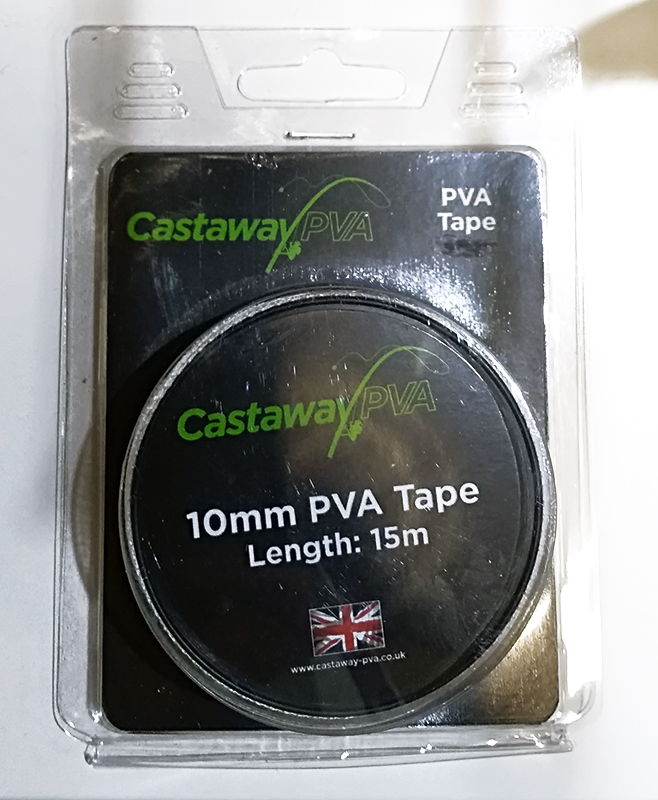 Castaway PVA
PVA
Tape
Castaway PVA
10mm PVA Tape
Length: 15m
www.castaway-pva.co.uk